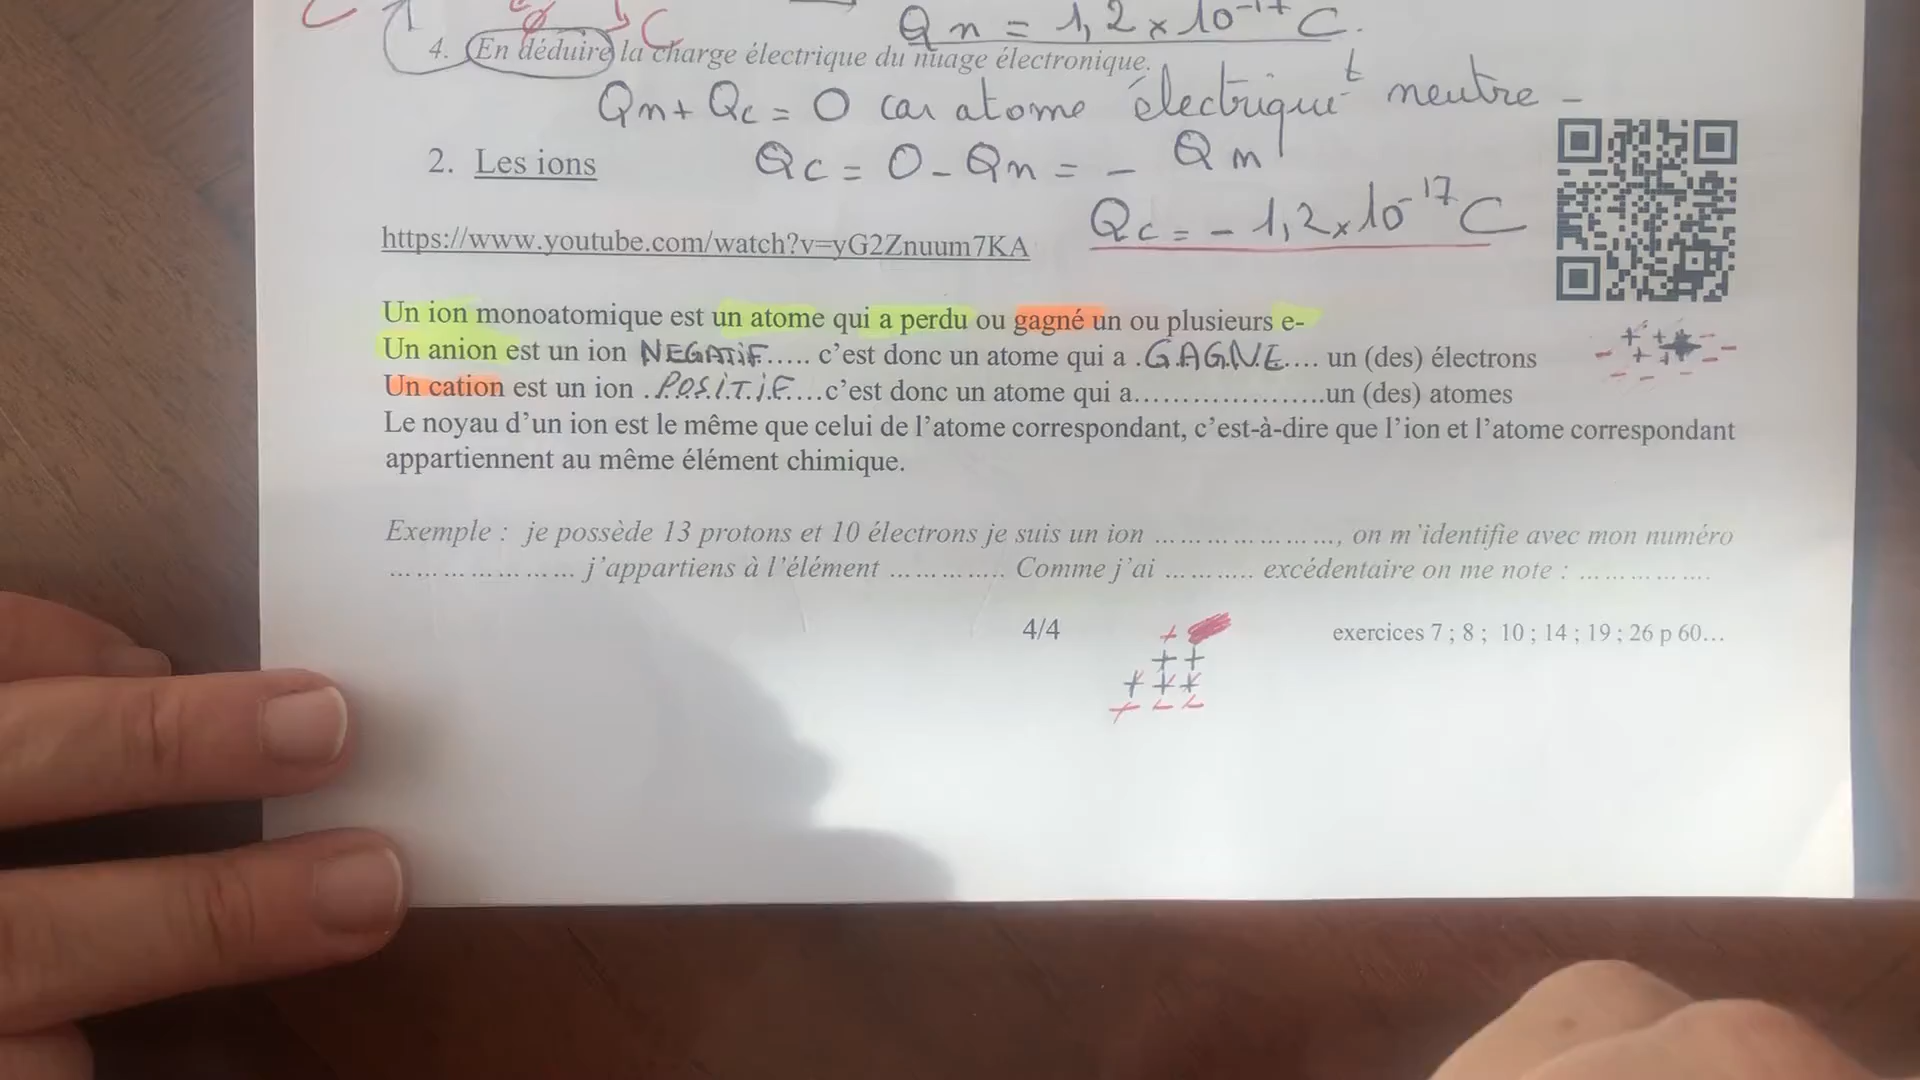 Qn = 1,2 × 10⁻¹⁷ C.
4. En déduire la charge électrique du nuage électronique.
Qn + Qc = 0 car atome électriqueᵗ neutre -
2. Les ions
Qc = 0 - Qn = - Qn
Qc = - 1,2 × 10⁻¹⁷ C
https://www.youtube.com/watch?v=yG2Znuum7KA
Un ion monoatomique est un atome qui a perdu ou gagné un ou plusieurs e-
Un anion est un ion NEGATIF..... c'est donc un atome qui a .GAGNE.... un (des) électrons
Un cation est un ion .POSITIF....c'est donc un atome qui a....................un (des) atomes
Le noyau d'un ion est le même que celui de l'atome correspondant, c'est-à-dire que l'ion et l'atome correspondant
appartiennent au même élément chimique.
Exemple : je possède 13 protons et 10 électrons je suis un ion ....................., on m'identifie avec mon numéro
..................... j'appartiens à l'élément ............. Comme j'ai .......... excédentaire on me note : ...............
4/4
exercices 7 ; 8 ; 10 ; 14 ; 19 ; 26 p 60...